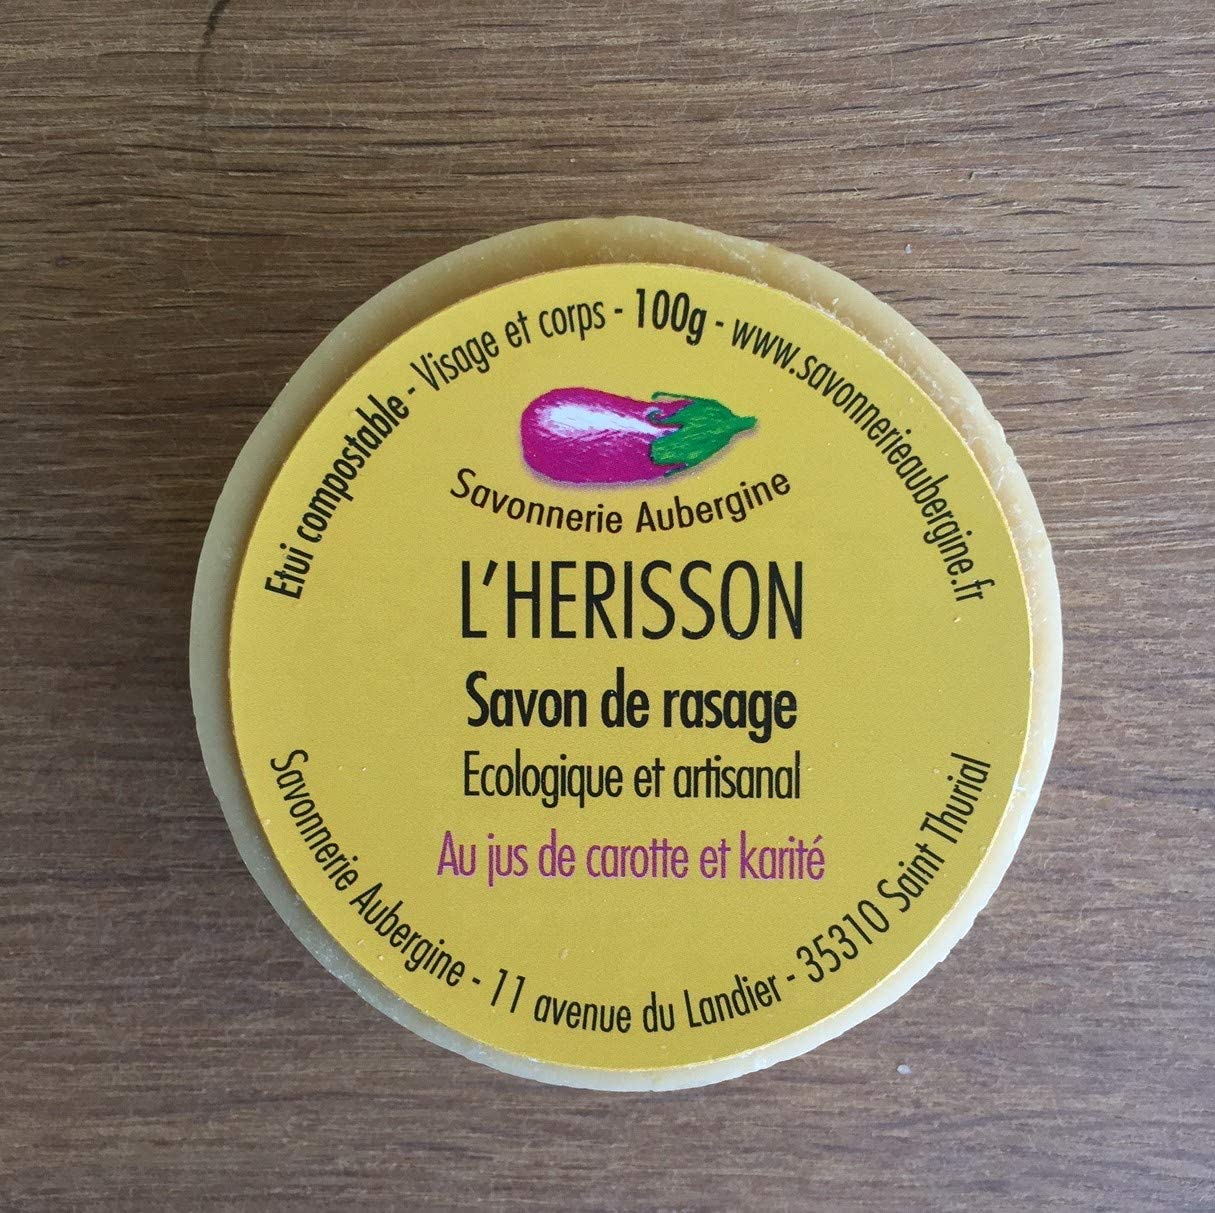 Etui compostable - Visage et corps - 100g - www.savonnerieaubergine.fr
Savonnerie Aubergine
L'HERISSON
Savon de rasage
Ecologique et artisanal
Au jus de carotte et karité
Savonnerie Aubergine - 11 avenue du Landier - 35310 Saint Thurial